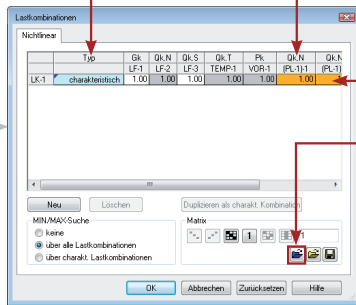 Lastkombinationen
Nichtlinear
Typ Gk Qk.N Qk.S Qk.T Pk Qk.N Qk.N
LF-1 LF-2 LF-3 TEMP-1 VOR-1 (PL-1)-1 (PL-1)
LK-1 charakteristisch 1.00 1.00 1.00 1.00 1.00 1.00
Neu Löschen Duplizieren als charakt. Kombination
MIN/MAX-Suche Matrix
keine
über alle Lastkombinationen 1
über charakt. Lastkombinationen
OK Abbrechen Zurücksetzen Hilfe